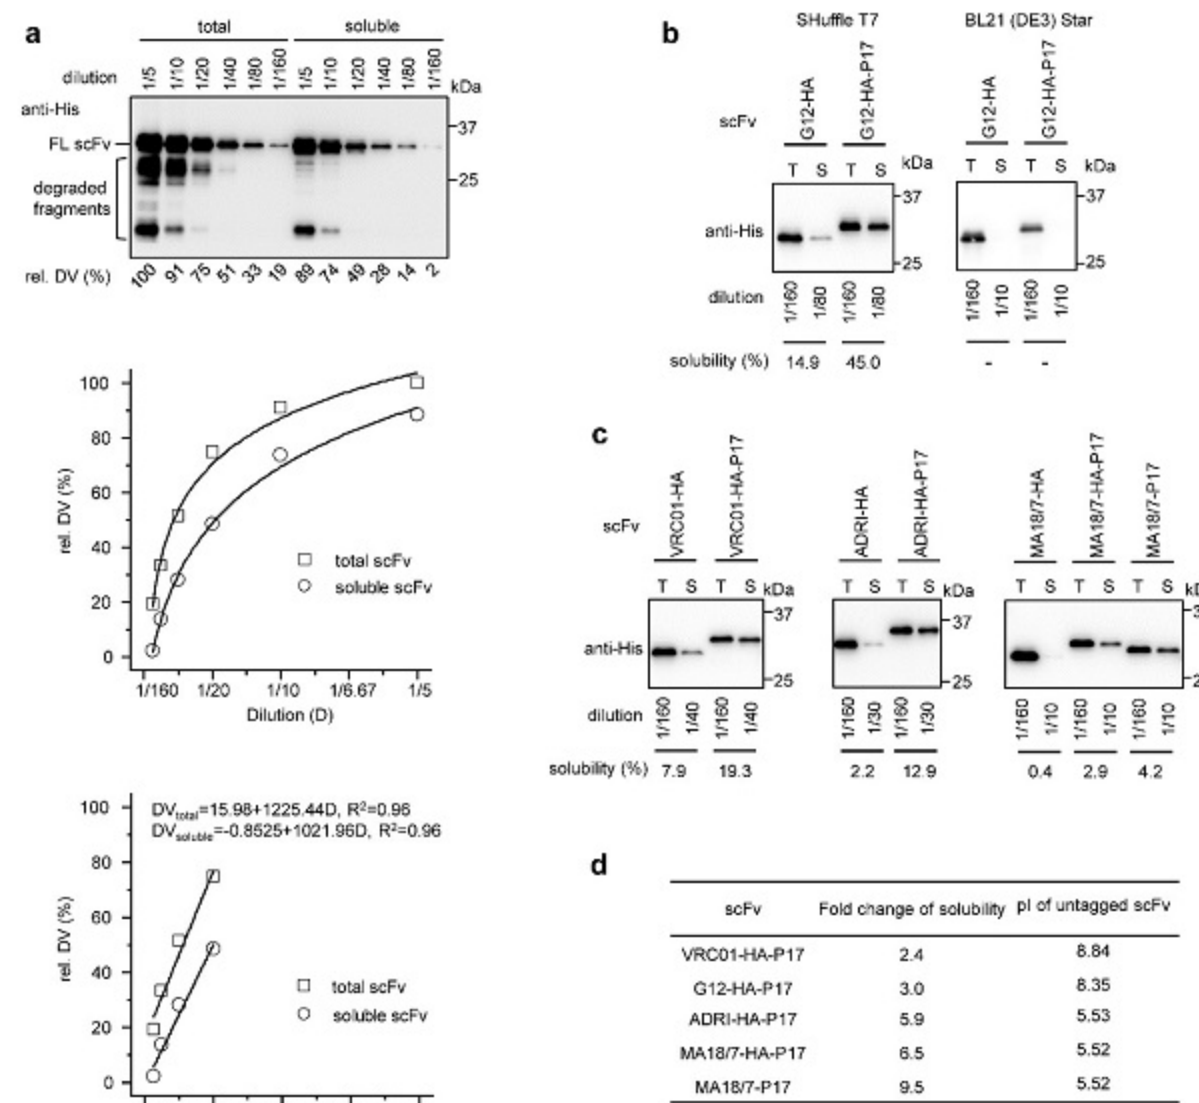 a
total soluble
dilution 1/5 1/10 1/20 1/40 1/80 1/160 1/5 1/10 1/20 1/40 1/80 1/160 kDa
anti-His
37
FL scFv
25
degraded
fragments
rel. DV (%) 100 91 75 51 33 19 89 74 49 28 14 2
100
80
60
40
20
0
rel. DV (%)
total scFv
soluble scFv
1/160 1/20 1/10 1/6.67 1/5
Dilution (D)
DVtotal=15.98+1225.44D, R²=0.96
DVsoluble=-0.8525+1021.96D, R²=0.96
100
80
60
40
20
0
rel. DV (%)
total scFv
soluble scFv
b
SHuffle T7 BL21 (DE3) Star
scFv G12-HA G12-HA-P17 G12-HA G12-HA-P17
T S T S kDa T S T S kDa
37 37
anti-His
25 25
dilution 1/160 1/80 1/160 1/80 1/160 1/10 1/160 1/10
solubility (%) 14.9 45.0 - -
c
scFv VRC01-HA VRC01-HA-P17 ADRI-HA ADRI-HA-P17 MA18/7-HA MA18/7-HA-P17 MA18/7-P17
T S T S kDa T S T S kDa T S T S T S
37 37
anti-His
25 25
dilution 1/160 1/40 1/160 1/40 1/160 1/30 1/160 1/30 1/160 1/10 1/160 1/10 1/160 1/10
solubility (%) 7.9 19.3 2.2 12.9 0.4 2.9 4.2
d
scFv Fold change of solubility pI of untagged scFv
VRC01-HA-P17 2.4 8.84
G12-HA-P17 3.0 8.35
ADRI-HA-P17 5.9 5.53
MA18/7-HA-P17 6.5 5.52
MA18/7-P17 9.5 5.52